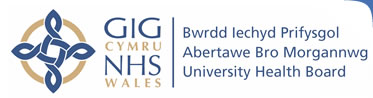 GIG
CYMRU
NHS
WALES
Bwrdd Iechyd Prifysgol
Abertawe Bro Morgannwg
University Health Board